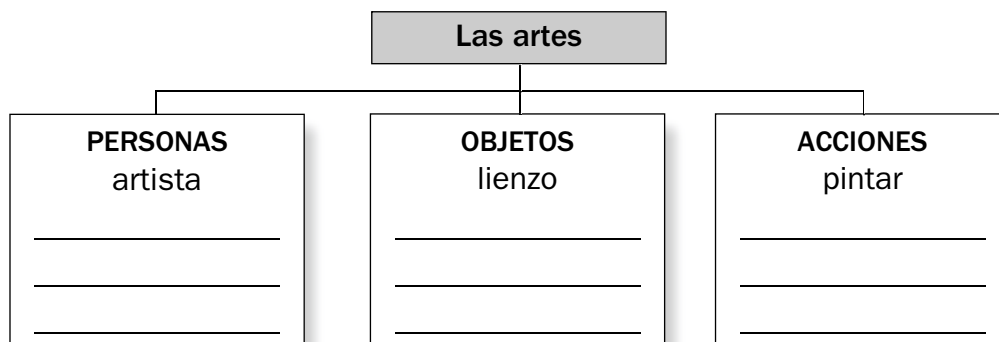 Las artes
PERSONAS
artista
OBJETOS
lienzo
ACCIONES
pintar